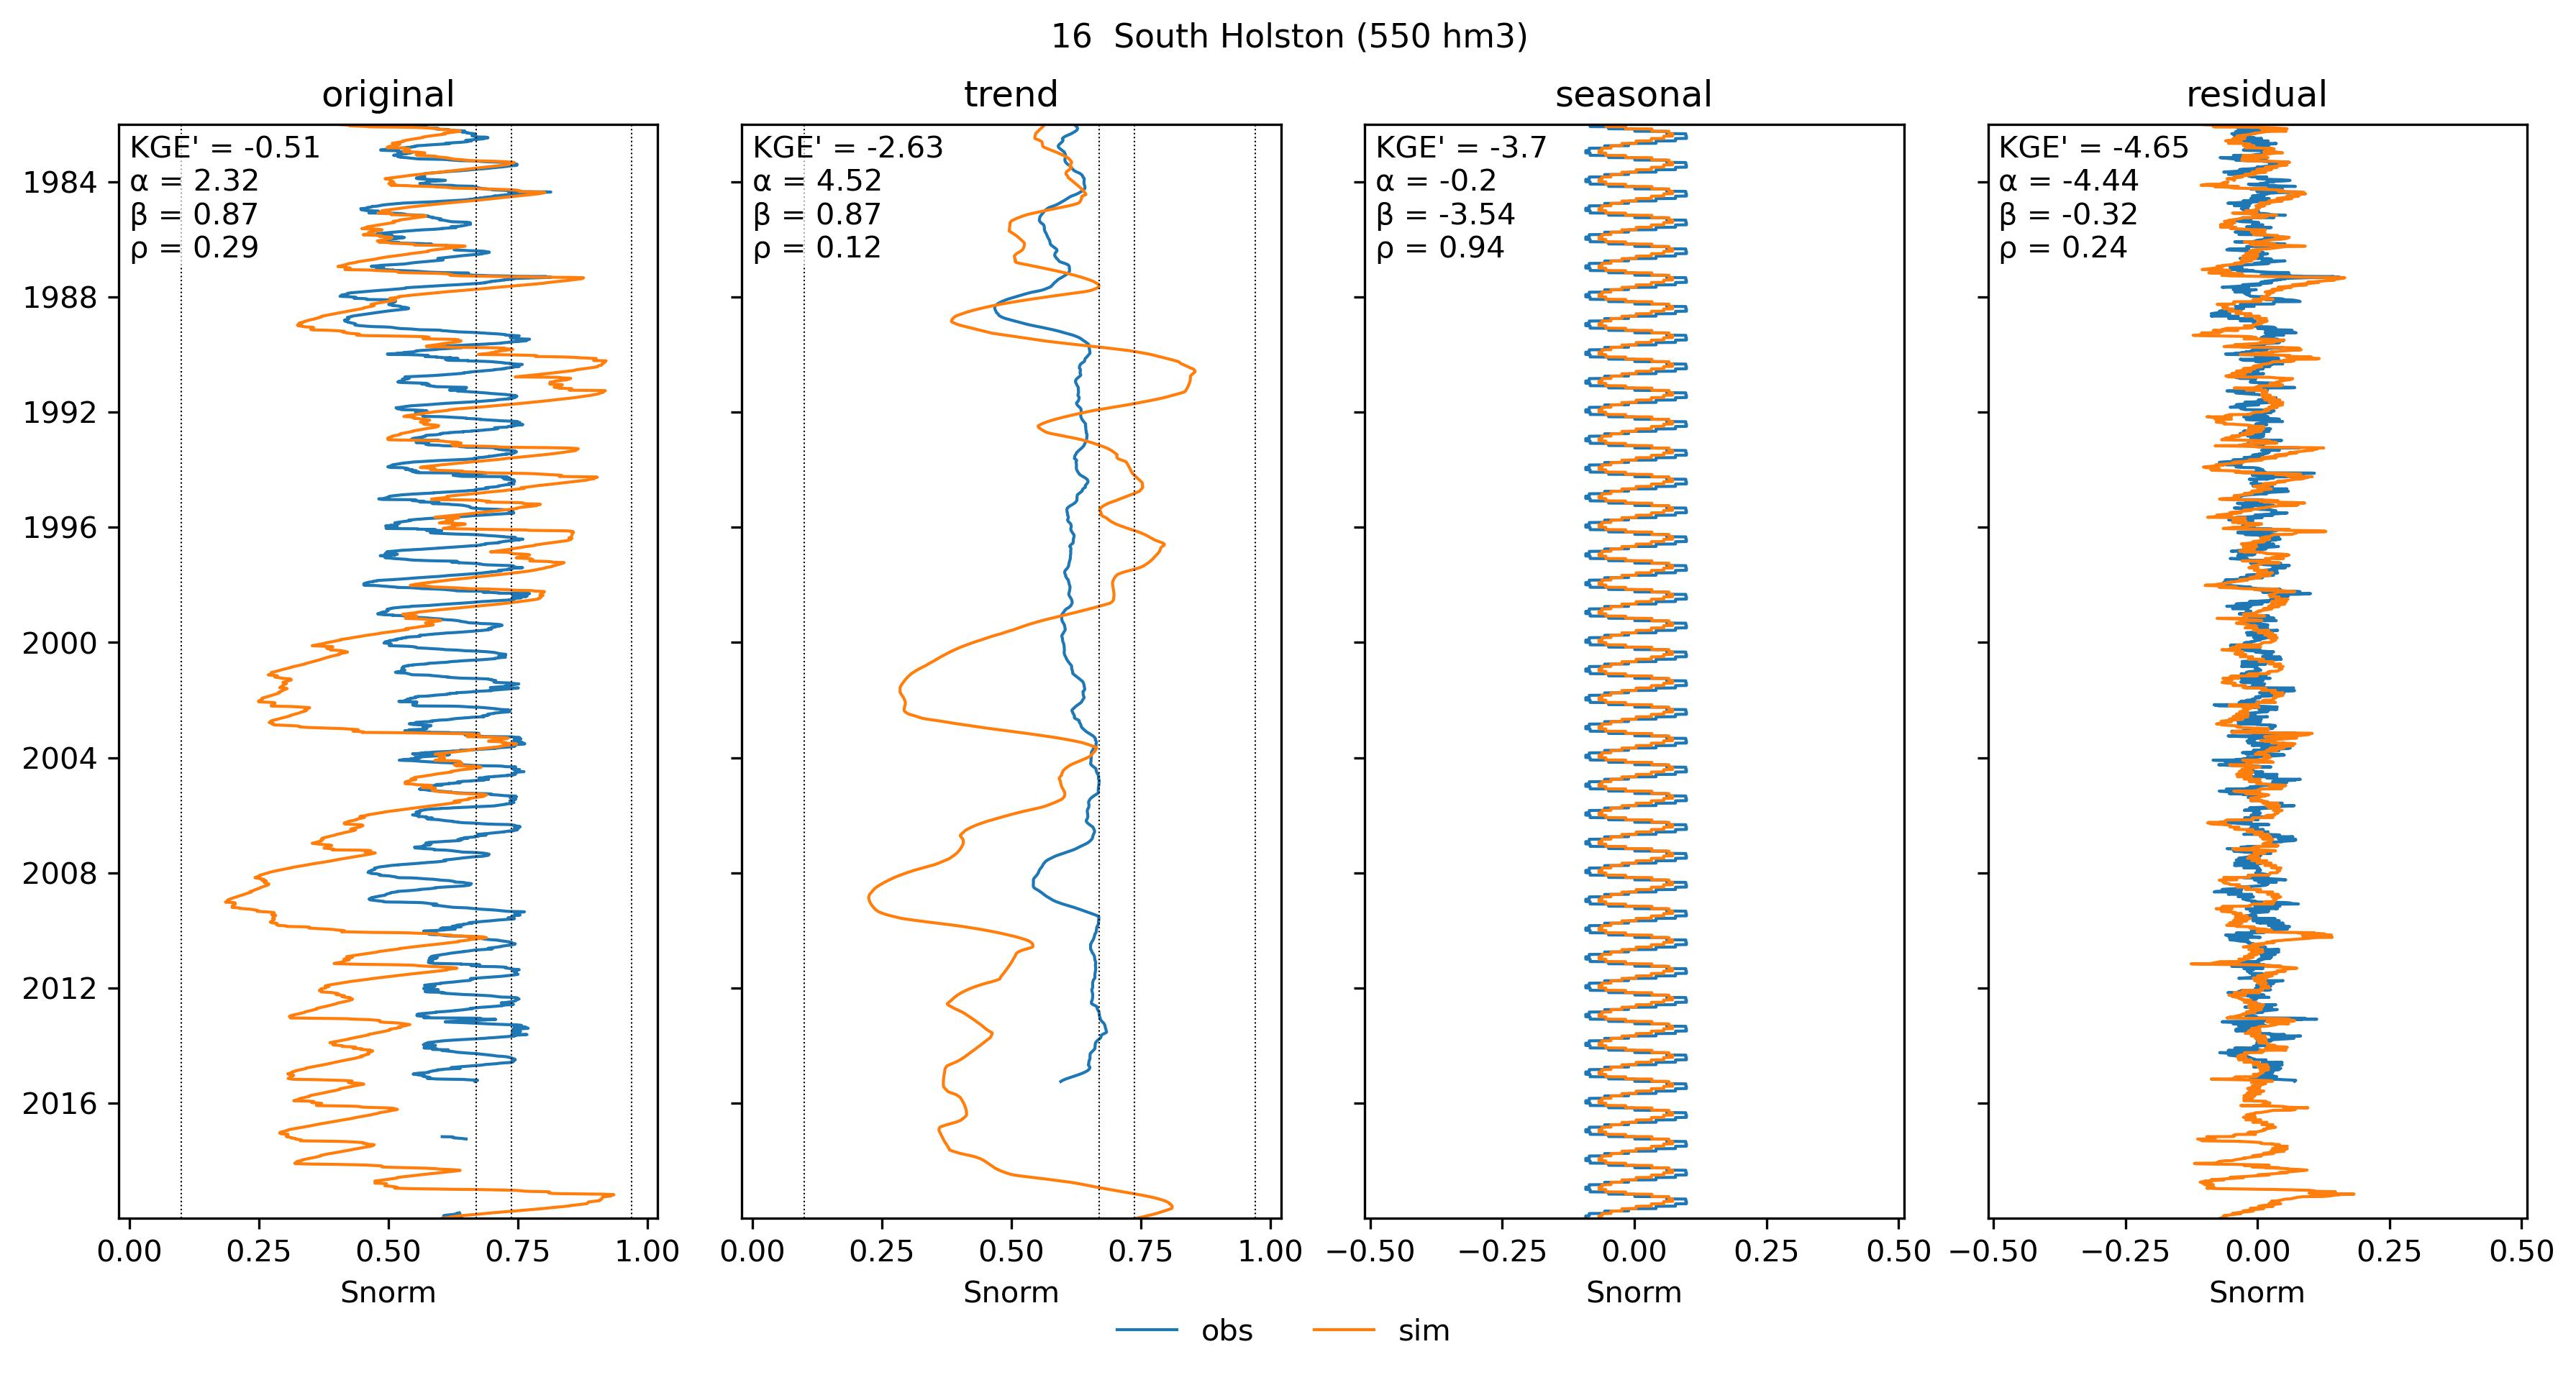 16  South Holston (550 hm3)
original
trend
seasonal
residual
KGE' = -0.51
α = 2.32
β = 0.87
ρ = 0.29
KGE' = -2.63
α = 4.52
β = 0.87
ρ = 0.12
KGE' = -3.7
α = -0.2
β = -3.54
ρ = 0.94
KGE' = -4.65
α = -4.44
β = -0.32
ρ = 0.24
1984
1988
1992
1996
2000
2004
2008
2012
2016
0.00 0.25 0.50 0.75 1.00
0.00 0.25 0.50 0.75 1.00
−0.50 −0.25 0.00 0.25 0.50
−0.50 −0.25 0.00 0.25 0.50
Snorm
Snorm
Snorm
Snorm
obs
sim